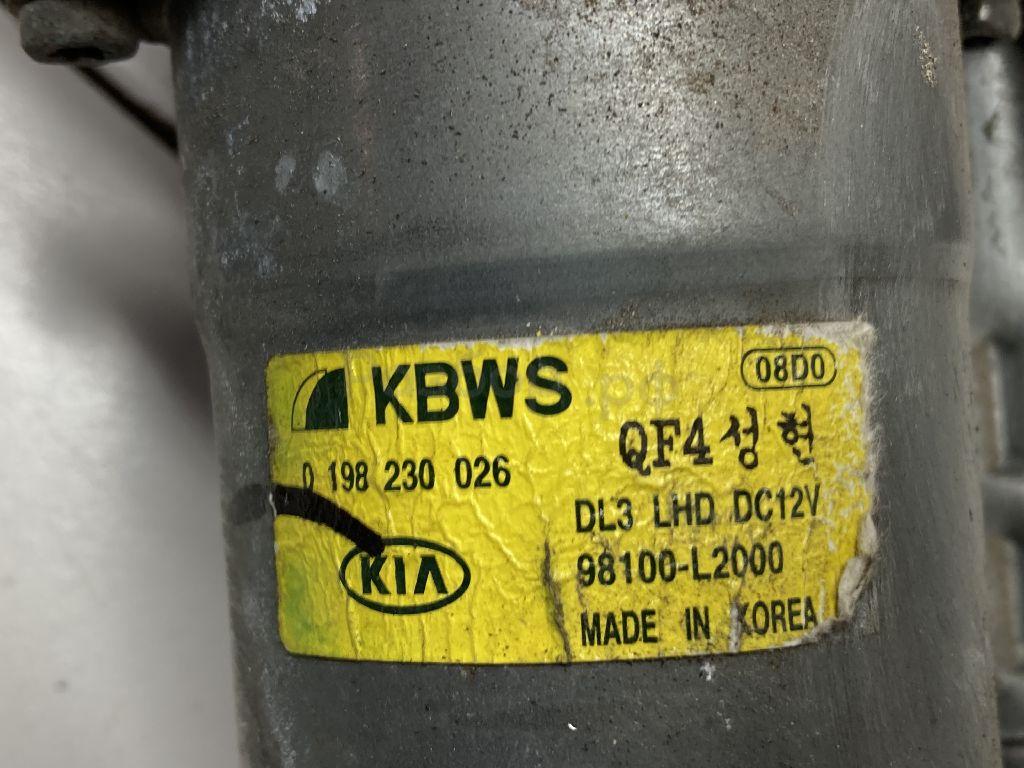 KBWS
08D0
QF4 성 현
0 198 230 026
DL3 LHD DC12V
KIA
98100-L2000
MADE IN KOREA